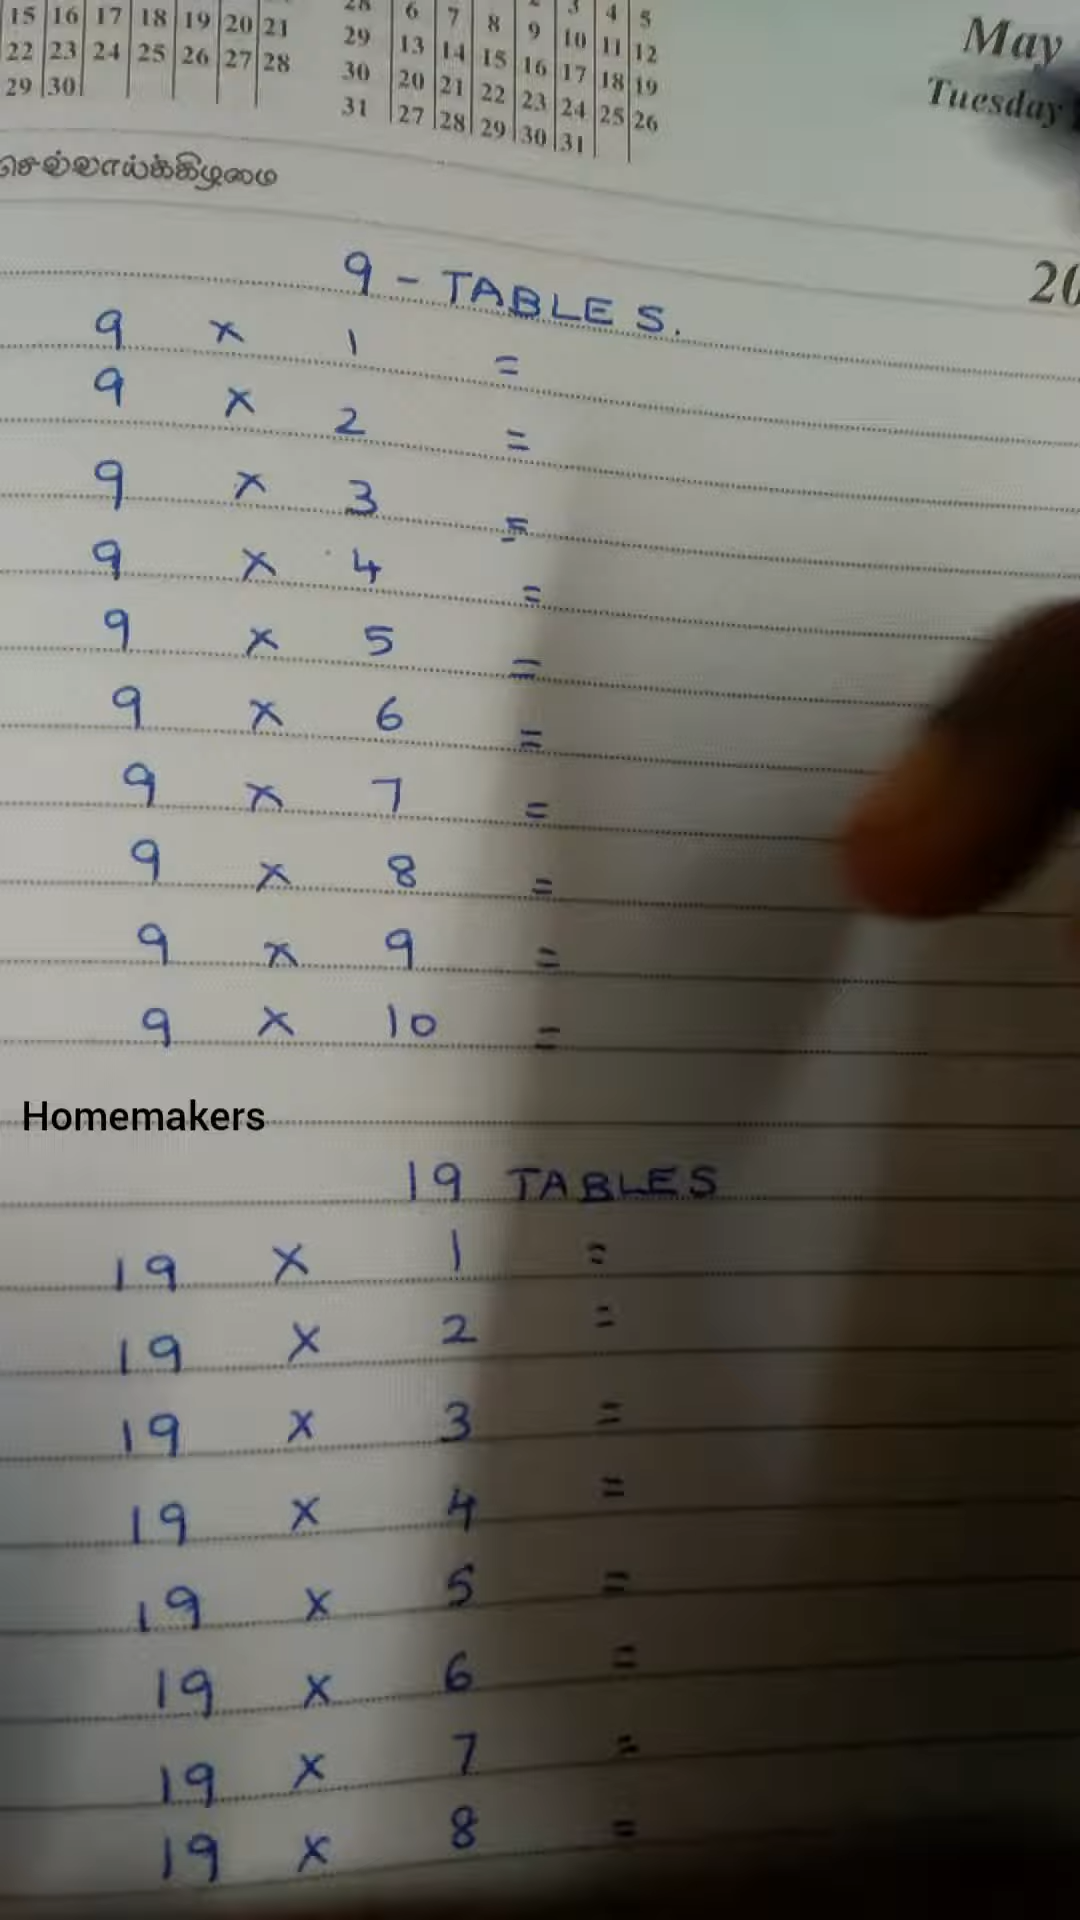 15 16 17 18 19 20 21
22 23 24 25 26 27 28
29 30
28 6 7 8 9 10 11 12
29 13 14 15 16 17 18 19
30 20 21 22 23 24 25 26
31 27 28 29 30 31
2 3 4 5
May
Tuesday
செவ்வாய்க்கிழமை
20
9 - TABLES.
9 x 1 =
9 x 2 =
9 x 3 =
9 x 4 =
9 x 5 =
9 x 6 =
9 x 7 =
9 x 8 =
9 x 9 =
9 x 10 =
Homemakers
19 TABLES
19 x 1 =
19 x 2 =
19 x 3 =
19 x 4 =
19 x 5 =
19 x 6 =
19 x 7 =
19 x 8 =